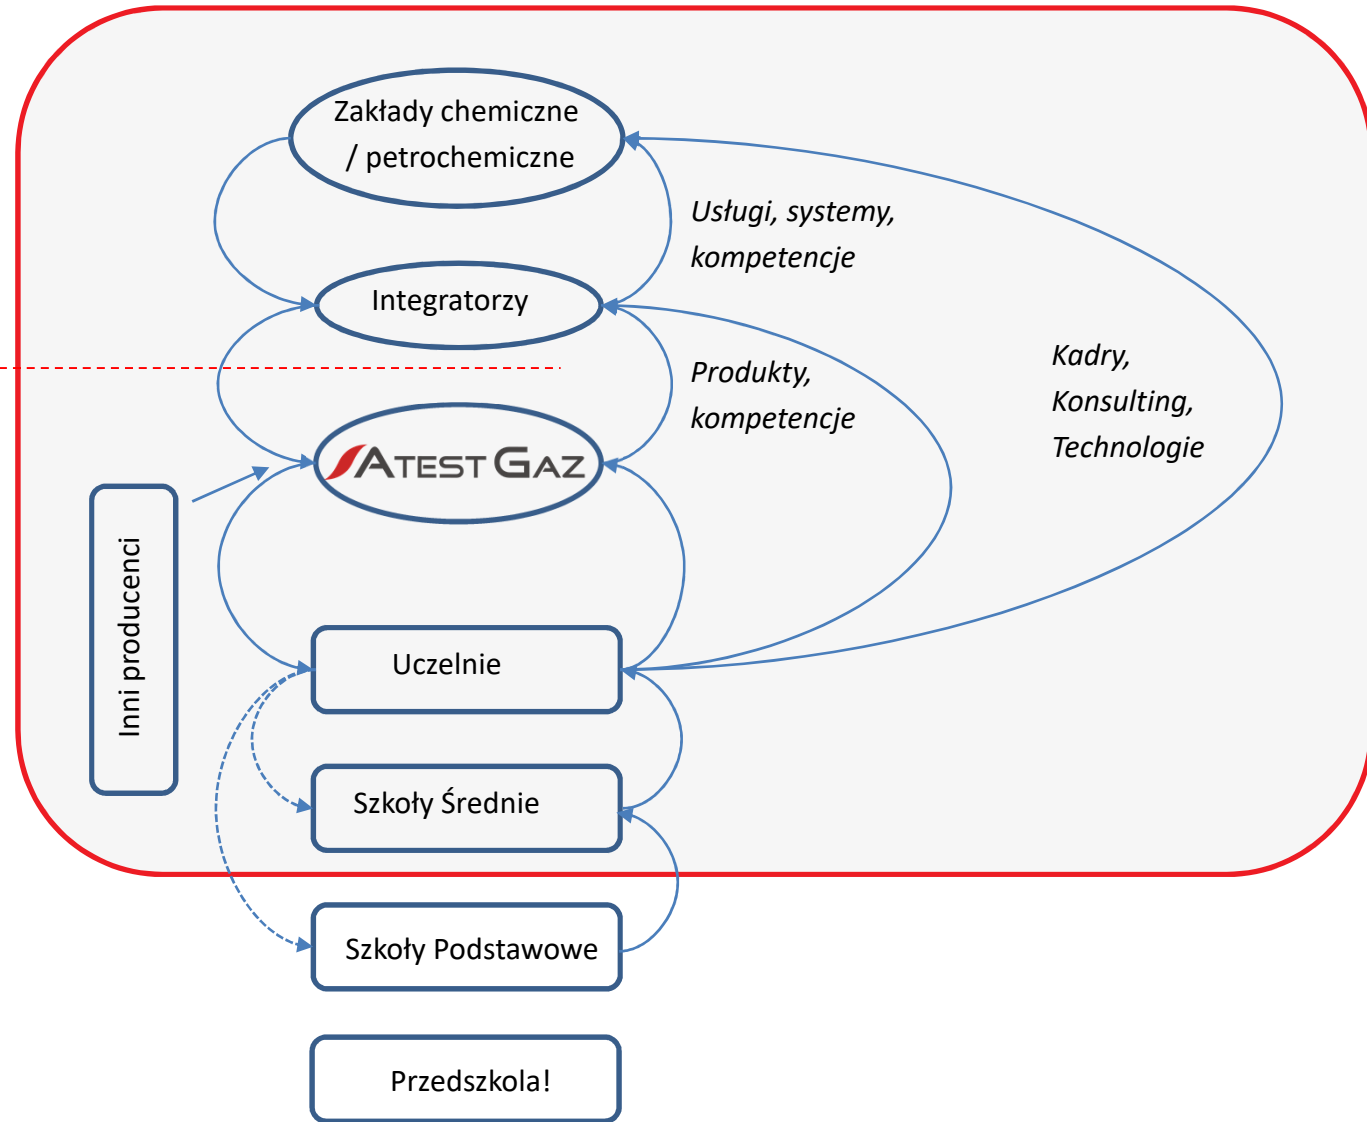 Zakłady chemiczne
/ petrochemiczne
Usługi, systemy,
kompetencje
Integratorzy
Produkty,
kompetencje
Kadry,
Konsulting,
Technologie
ATEST GAZ
Inni producenci
Uczelnie
Szkoły Średnie
Szkoły Podstawowe
Przedszkola!